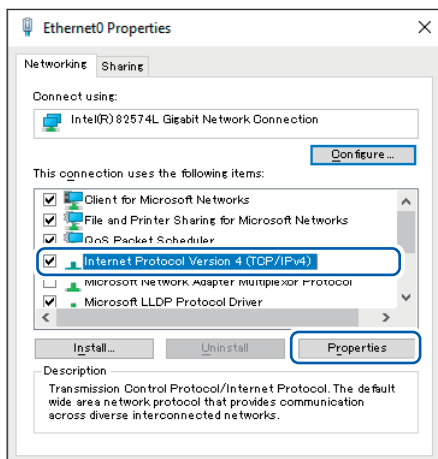 Ethernet0 Properties
Networking Sharing
Connect using:
Intel(R) 82574L Gigabit Network Connection
Configure...
This connection uses the following items:
Client for Microsoft Networks
File and Printer Sharing for Microsoft Networks
QoS Packet Scheduler
Internet Protocol Version 4 (TCP/IPv4)
Microsoft Network Adapter Multiplexor Protocol
Microsoft LLDP Protocol Driver
Install... Uninstall Properties
Description
Transmission Control Protocol/Internet Protocol. The default
wide area network protocol that provides communication
across diverse interconnected networks.